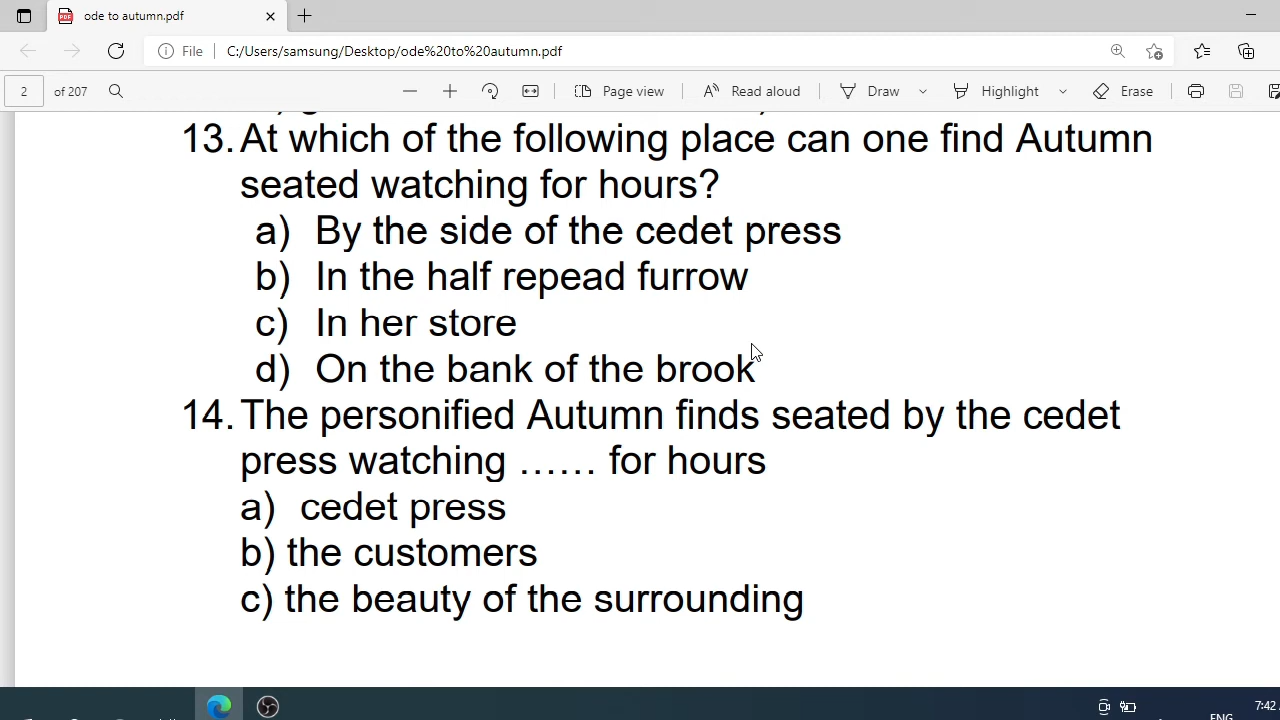 ode to autumn.pdf
File C:/Users/samsung/Desktop/ode%20to%20autumn.pdf
2 of 207 Page view Read aloud Draw Highlight Erase
13. At which of the following place can one find Autumn
seated watching for hours?
a) By the side of the cedet press
b) In the half repead furrow
c) In her store
d) On the bank of the brook
14. The personified Autumn finds seated by the cedet
press watching …… for hours
a) cedet press
b) the customers
c) the beauty of the surrounding
7:42
ENG